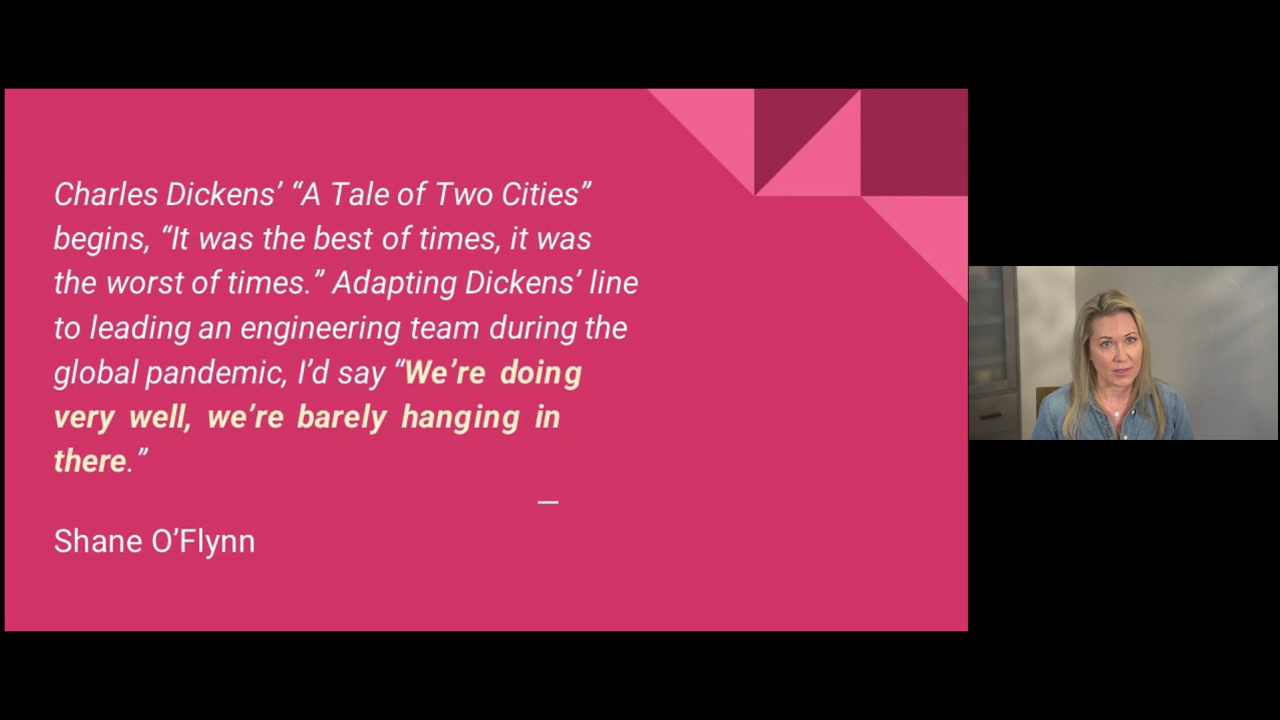 Charles Dickens’ “A Tale of Two Cities”
begins, “It was the best of times, it was
the worst of times.” Adapting Dickens’ line
to leading an engineering team during the
global pandemic, I’d say “We’re doing
very well, we’re barely hanging in
there.”
—
Shane O’Flynn